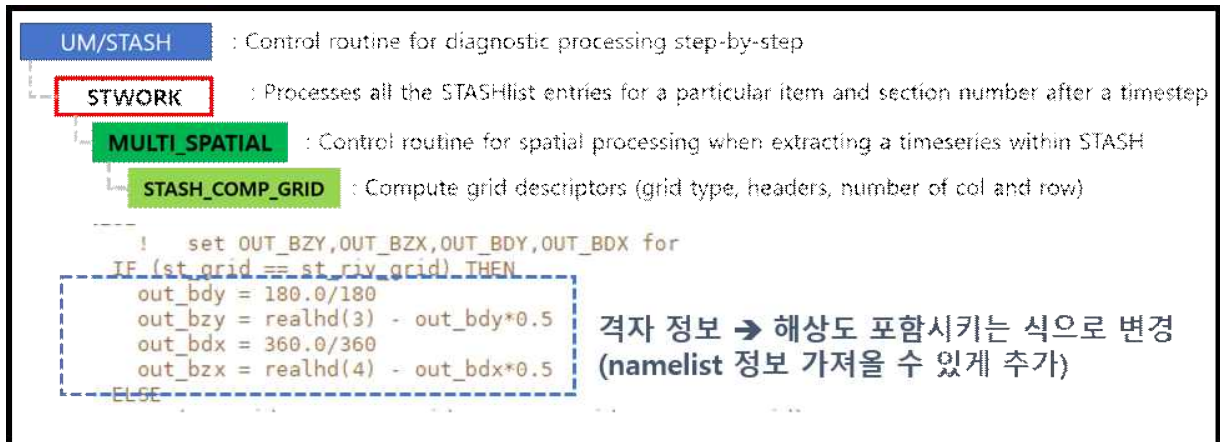 UM/STASH : Control routine for diagnostic processing step-by-step
STWORK : Processes all the STASHlist entries for a particular item and section number after a timestep
MULTI_SPATIAL : Control routine for spatial processing when extracting a timeseries within STASH
STASH_COMP_GRID : Compute grid descriptors (grid type, headers, number of col and row)
! set OUT_BZY,OUT_BZX,OUT_BDY,OUT_BDX for
IF (st_grid == st_riv_grid) THEN
out_bdy = 180.0/180
out_bzy = realhd(3) - out_bdy*0.5
out_bdx = 360.0/360
out_bzx = realhd(4) - out_bdx*0.5
ELSE
격자 정보 ➔ 해상도 포함시키는 식으로 변경
(namelist 정보 가져올 수 있게 추가)